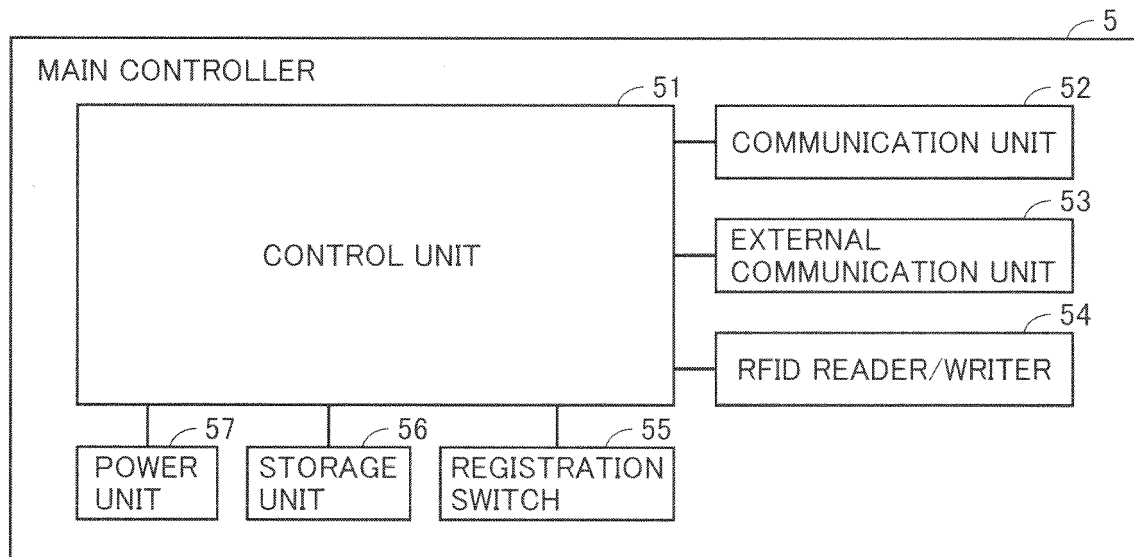 5
MAIN CONTROLLER
51
52
CONTROL UNIT
COMMUNICATION UNIT
53
EXTERNAL
COMMUNICATION UNIT
54
RFID READER/WRITER
57
56
55
POWER
UNIT
STORAGE
UNIT
REGISTRATION
SWITCH